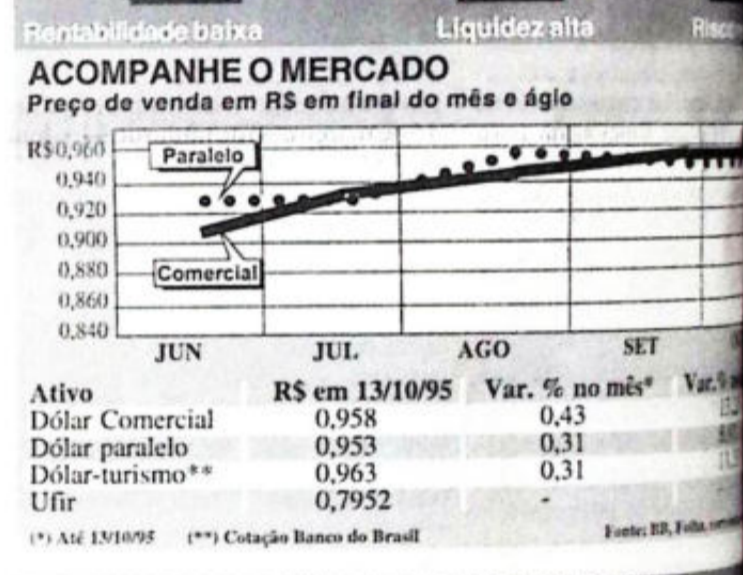 Rentabilidade baixa Liquidez alta
ACOMPANHE O MERCADO
Preço de venda em R$ em final do mês e ágio
R$0,960
Paralelo
0,940
0,920
0,900
0,880
Comercial
0,860
0,840
JUN JUL AGO SET
Ativo R$ em 13/10/95 Var. % no mês*
Dólar Comercial 0,958 0,43
Dólar paralelo 0,953 0,31
Dólar-turismo** 0,963 0,31
Ufir 0,7952 -
(*) Até 13/10/95 (**) Cotação Banco do Brasil Fonte: BB, Folha,